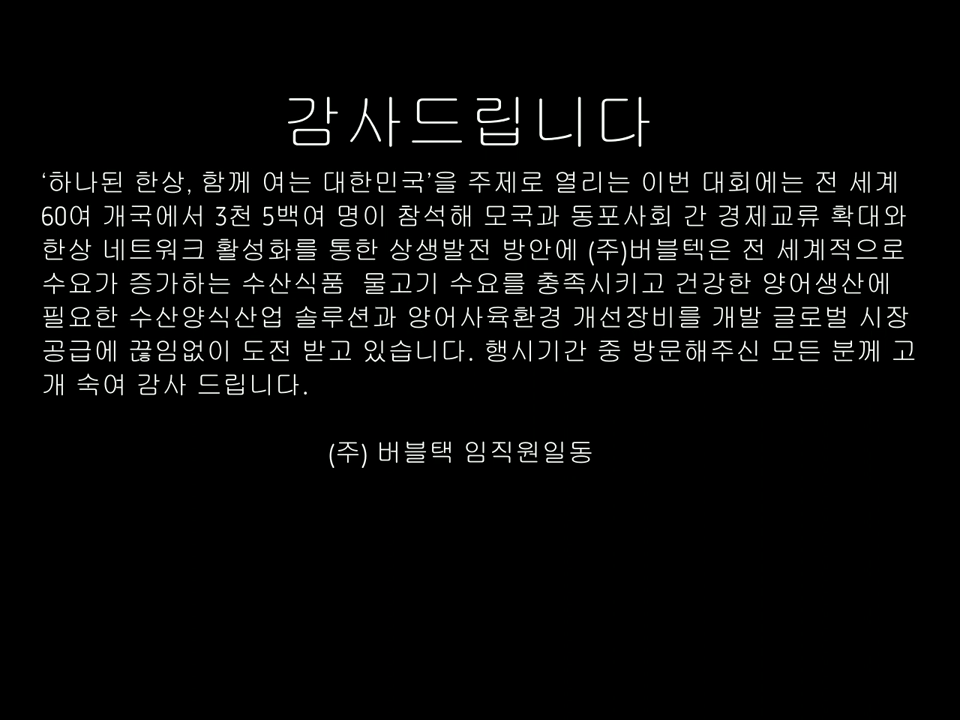 감사드립니다
‘하나된 한상, 함께 여는 대한민국’을 주제로 열리는 이번 대회에는 전 세계
60여 개국에서 3천 5백여 명이 참석해 모국과 동포사회 간 경제교류 확대와
한상 네트워크 활성화를 통한 상생발전 방안에 (주)버블텍은 전 세계적으로
수요가 증가하는 수산식품 물고기 수요를 충족시키고 건강한 양어생산에
필요한 수산양식산업 솔루션과 양어사육환경 개선장비를 개발 글로벌 시장
공급에 끊임없이 도전 받고 있습니다. 행시기간 중 방문해주신 모든 분께 고
개 숙여 감사 드립니다.
(주) 버블택 임직원일동